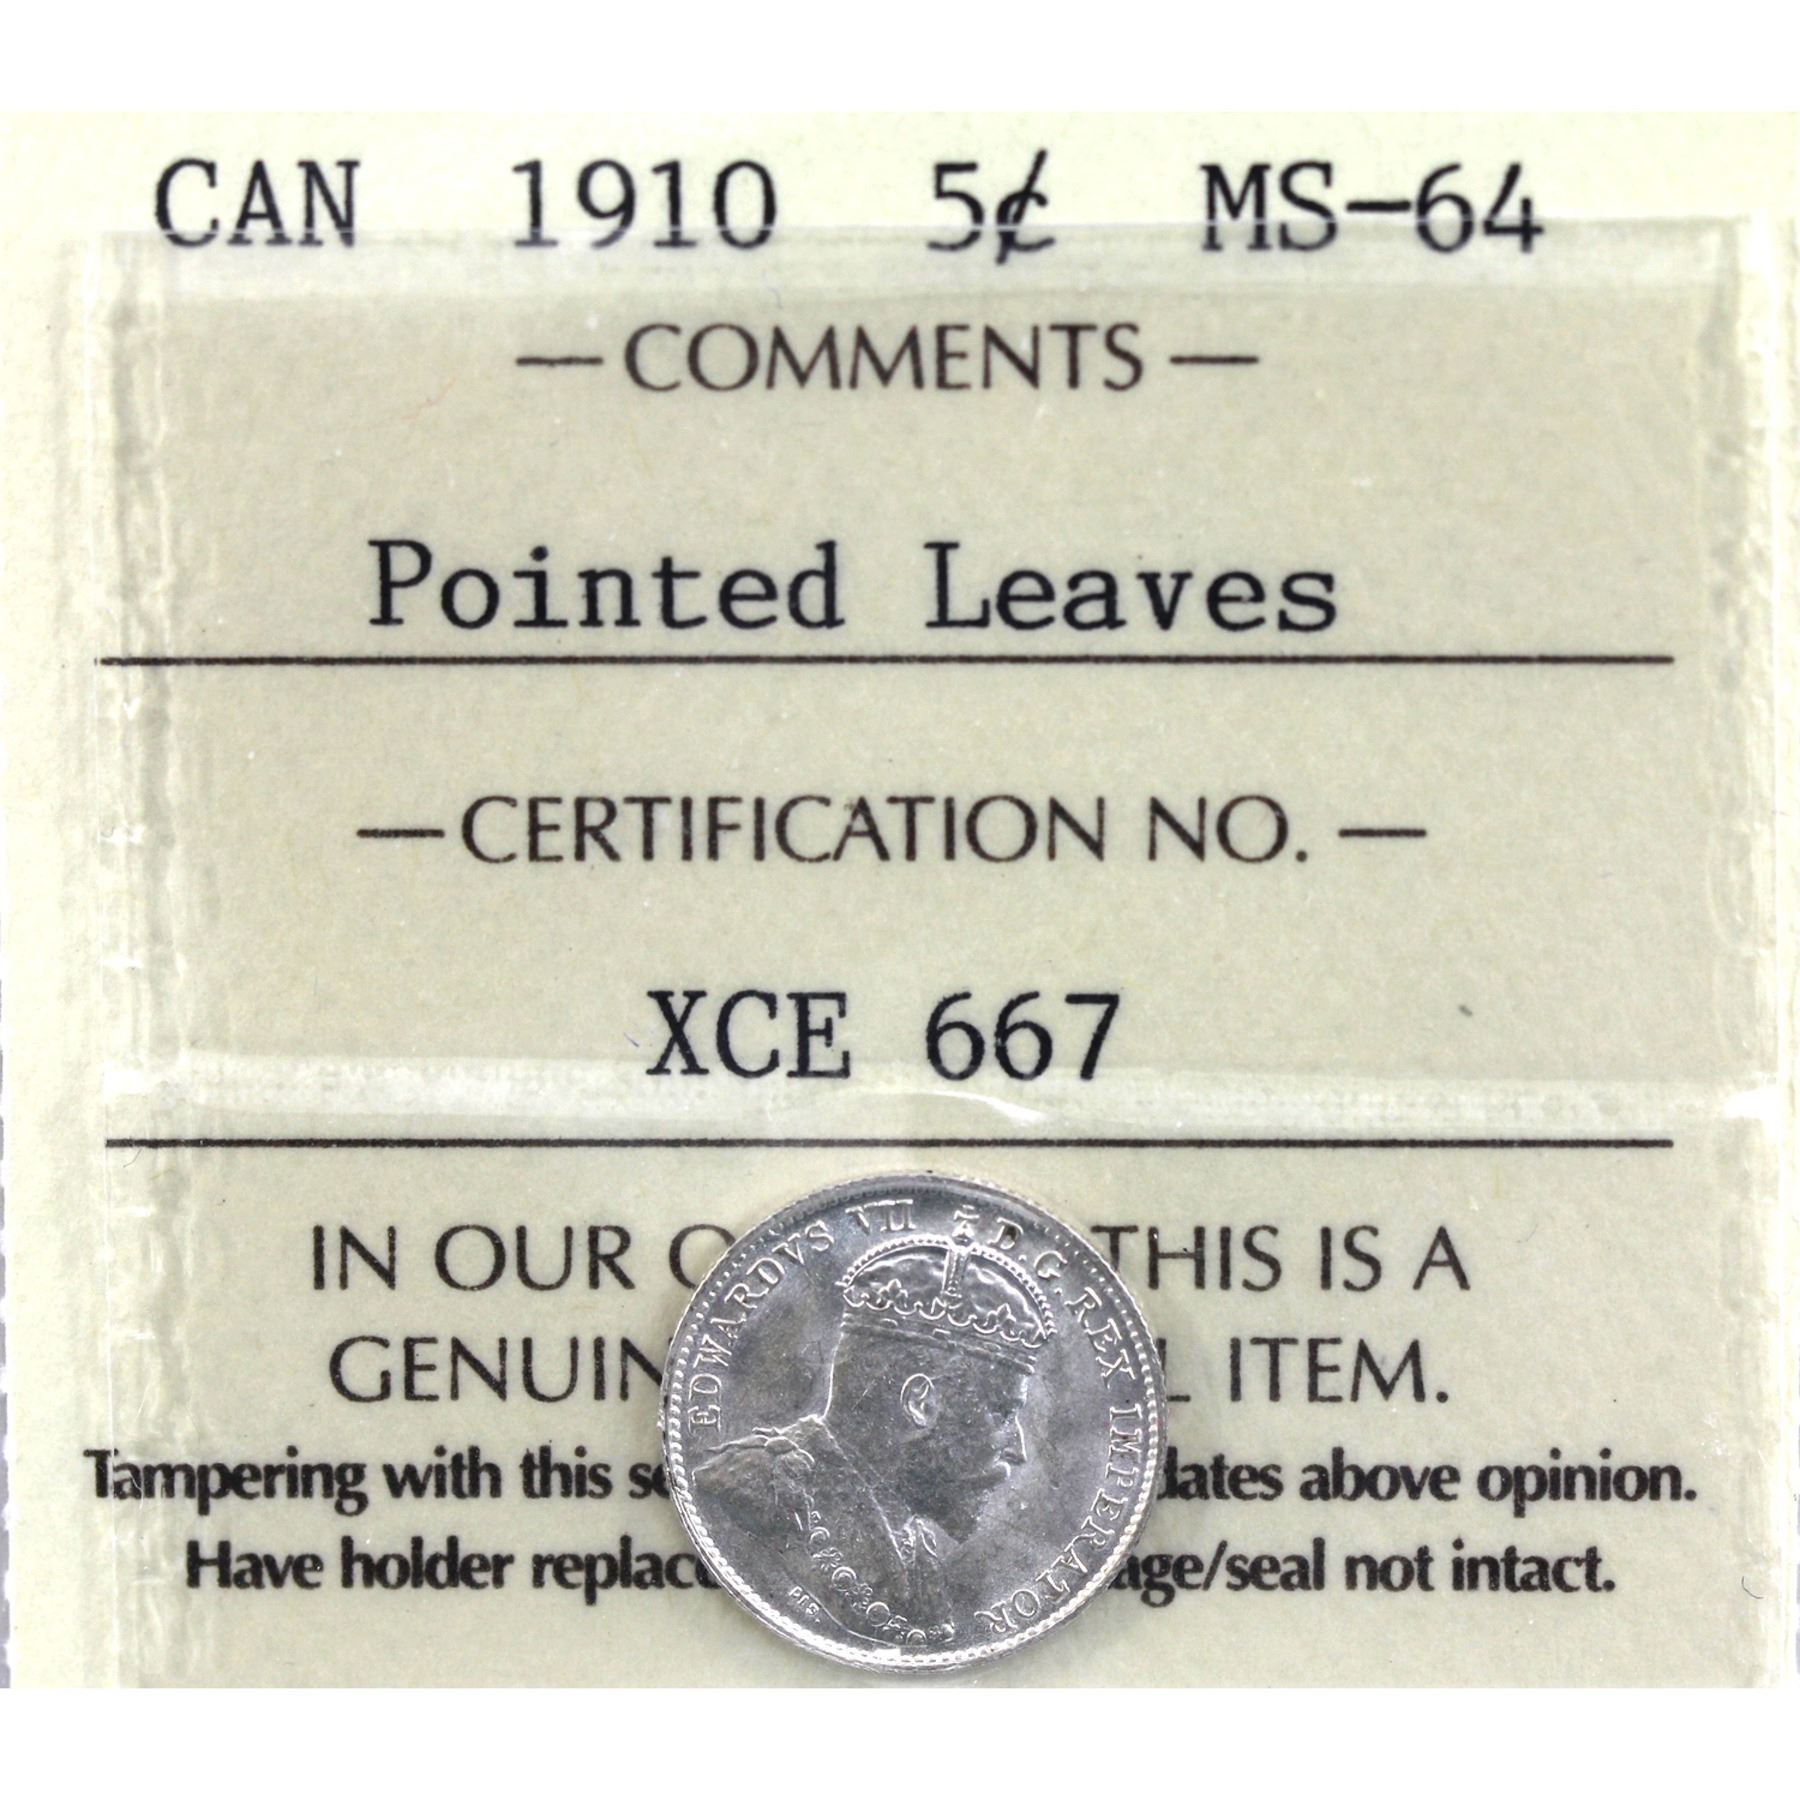 CAN 1910 5¢ MS-64
— COMMENTS —
Pointed Leaves
— CERTIFICATION NO. —
XCE 667
IN OUR O THIS IS A
GENUIN L ITEM.
Tampering with this se dates above opinion.
Have holder replace age/seal not intact.
EDWARDVS VII D.G. REX IMPERATOR